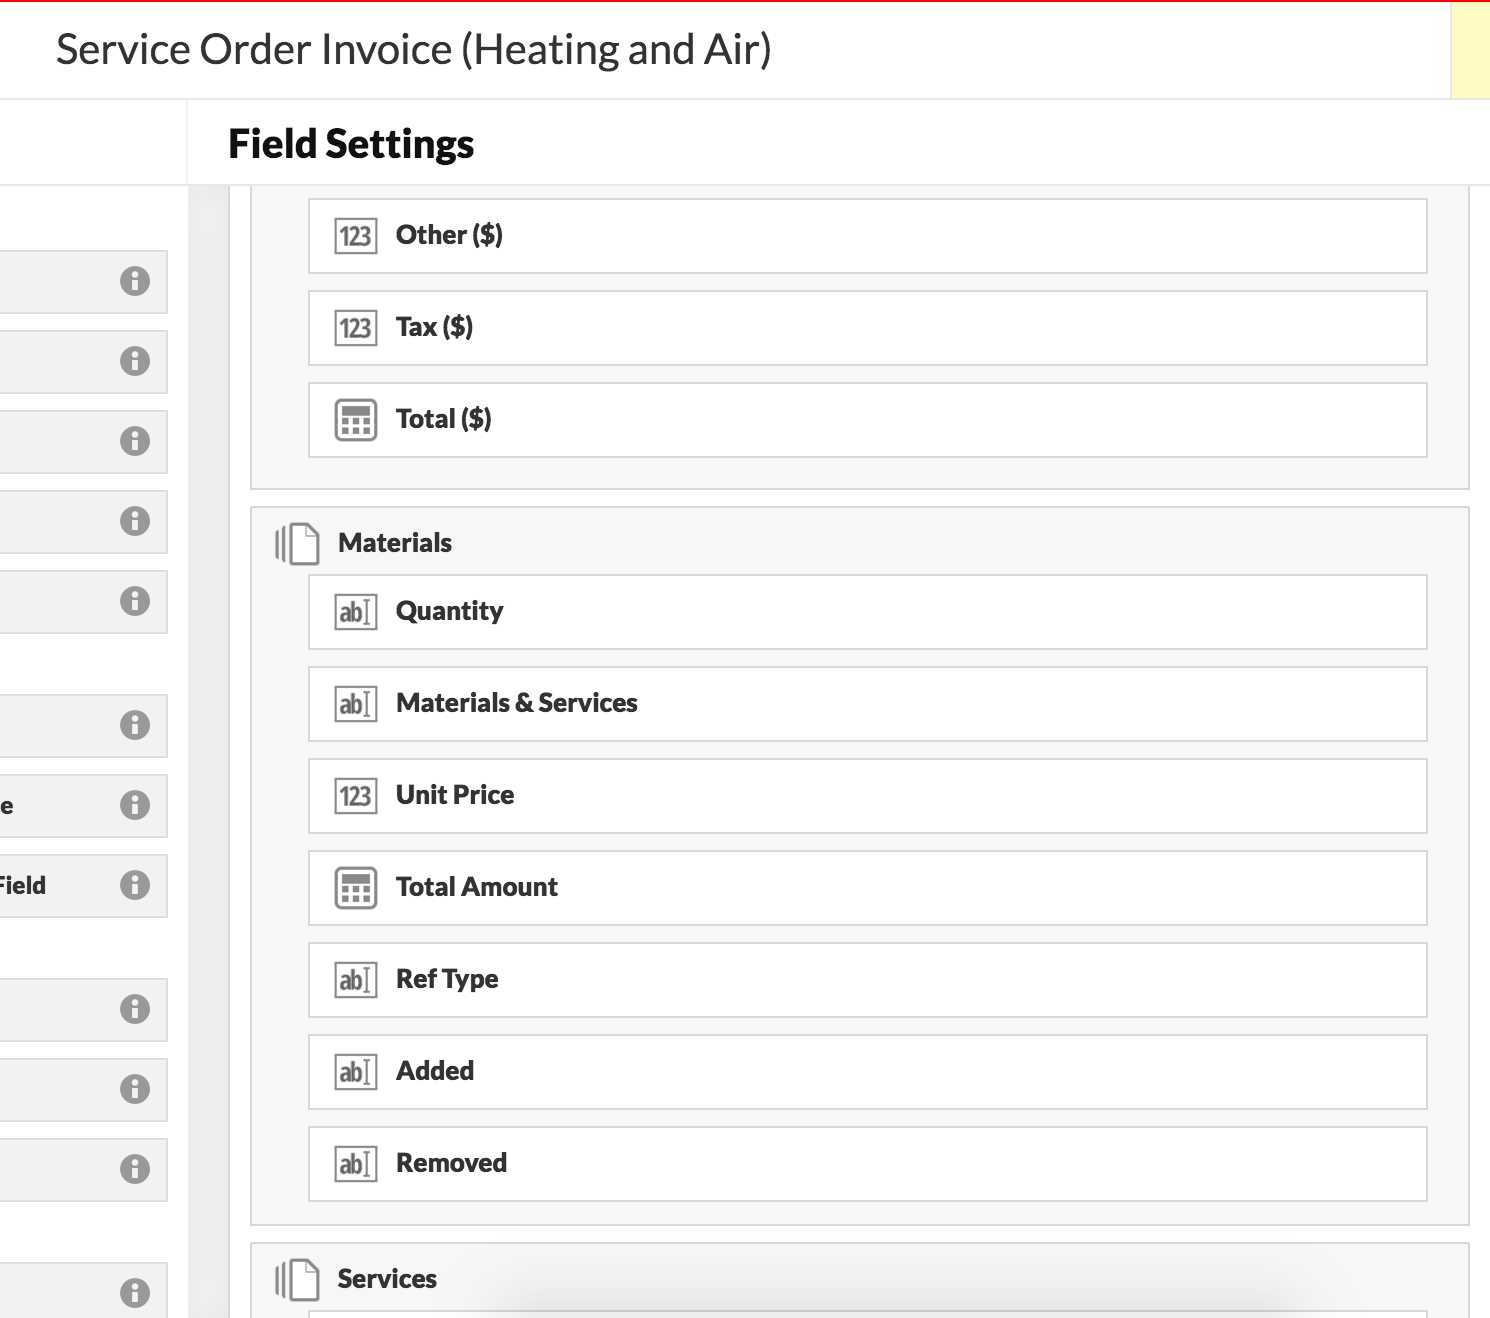 Service Order Invoice (Heating and Air)
Field Settings
123 Other ($)
123 Tax ($)
Total ($)
Materials
ab Quantity
ab Materials & Services
123 Unit Price
e
Total Amount
Field
ab Ref Type
ab Added
ab Removed
Services